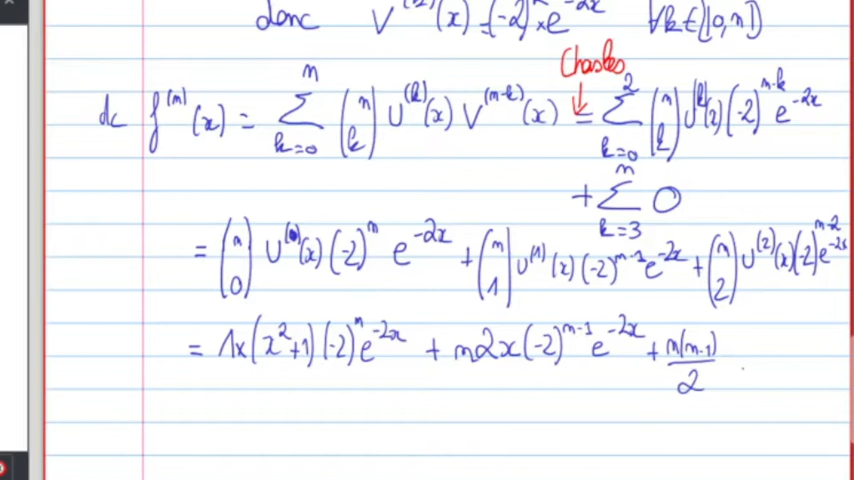 donc V^(k)(x) = (-2)^k × e^-2x ∀k∈[|0,n|]
Chasles
dc f^(n)(x) = Σ_{k=0}^{n} (n k) U^(k)(x) V^(n-k)(x) = Σ_{k=0}^{2} (n k) U^(k)(x) (-2)^{n-k} e^{-2x}
+ Σ_{k=3}^{n} 0
= (n 0) U^(0)(x) (-2)^n e^{-2x} + (n 1) U^(1)(x) (-2)^{n-1} e^{-2x} + (n 2) U^(2)(x) (-2)^{n-2} e^{-2x}
= 1x(x²+1) (-2)^n e^{-2x} + n2x(-2)^{n-1} e^{-2x} + n(n-1)/2